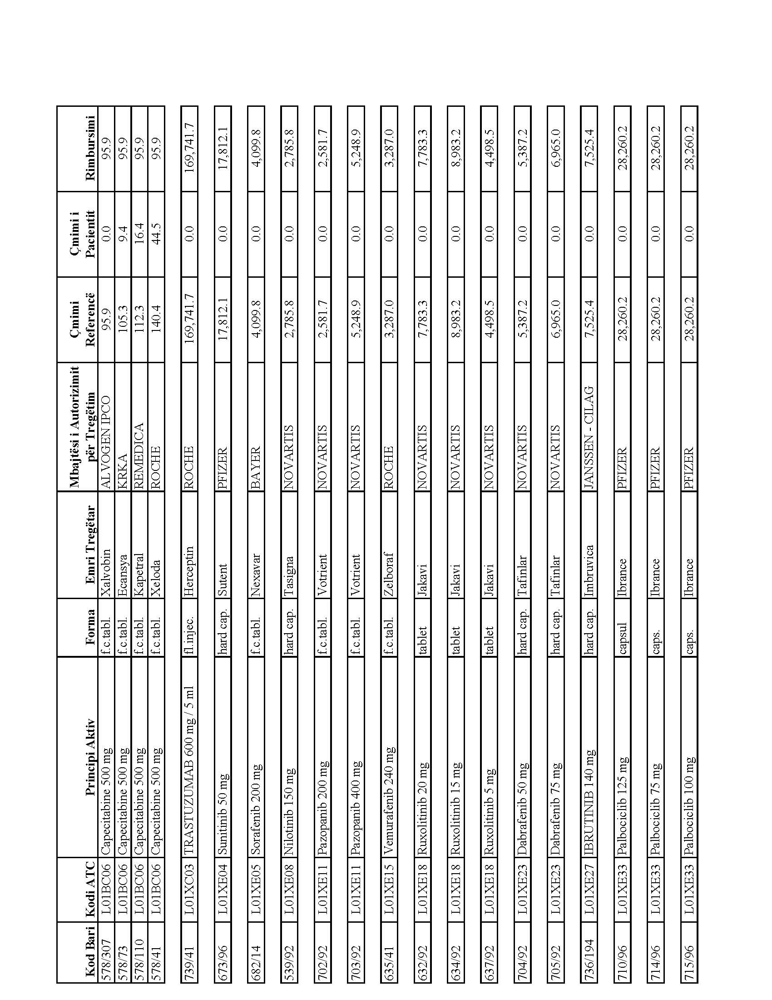 Kod Bari Kodi ATC Principi Aktiv Forma Emri Tregëtar Mbajtësi i Autorizimit për Tregëtim Çmimi Referencë Çmimi i Pacientit Rimbursimi
578/307 L01BC06 Capecitabine 500 mg f.c.tabl. Xalvobin ALVOGEN IPCO 95.9 0.0 95.9
578/73 L01BC06 Capecitabine 500 mg f.c.tabl. Ecansya KRKA 105.3 9.4 95.9
578/110 L01BC06 Capecitabine 500 mg f.c.tabl. Kapetral REMEDICA 112.3 16.4 95.9
578/41 L01BC06 Capecitabine 500 mg f.c.tabl. Xeloda ROCHE 140.4 44.5 95.9
739/41 L01XC03 TRASTUZUMAB 600 mg / 5 ml fl.injec. Herceptin ROCHE 169,741.7 0.0 169,741.7
673/96 L01XE04 Sunitinib 50 mg hard cap. Sutent PFIZER 17,812.1 0.0 17,812.1
682/14 L01XE05 Sorafenib 200 mg f.c.tabl. Nexavar BAYER 4,099.8 0.0 4,099.8
539/92 L01XE08 Nilotinib 150 mg hard cap. Tasigna NOVARTIS 2,785.8 0.0 2,785.8
702/92 L01XE11 Pazopanib 200 mg f.c.tabl. Votrient NOVARTIS 2,581.7 0.0 2,581.7
703/92 L01XE11 Pazopanib 400 mg f.c.tabl. Votrient NOVARTIS 5,248.9 0.0 5,248.9
635/41 L01XE15 Vemurafenib 240 mg f.c.tabl. Zelboraf ROCHE 3,287.0 0.0 3,287.0
632/92 L01XE18 Ruxolitinib 20 mg tablet Jakavi NOVARTIS 7,783.3 0.0 7,783.3
634/92 L01XE18 Ruxolitinib 15 mg tablet Jakavi NOVARTIS 8,983.2 0.0 8,983.2
637/92 L01XE18 Ruxolitinib 5 mg tablet Jakavi NOVARTIS 4,498.5 0.0 4,498.5
704/92 L01XE23 Dabrafenib 50 mg hard cap. Tafinlar NOVARTIS 5,387.2 0.0 5,387.2
705/92 L01XE23 Dabrafenib 75 mg hard cap. Tafinlar NOVARTIS 6,965.0 0.0 6,965.0
736/194 L01XE27 IBRUTINIB 140 mg hard cap. Imbruvica JANSSEN - CILAG 7,525.4 0.0 7,525.4
710/96 L01XE33 Palbociclib 125 mg capsul Ibrance PFIZER 28,260.2 0.0 28,260.2
714/96 L01XE33 Palbociclib 75 mg caps. Ibrance PFIZER 28,260.2 0.0 28,260.2
715/96 L01XE33 Palbociclib 100 mg caps. Ibrance PFIZER 28,260.2 0.0 28,260.2